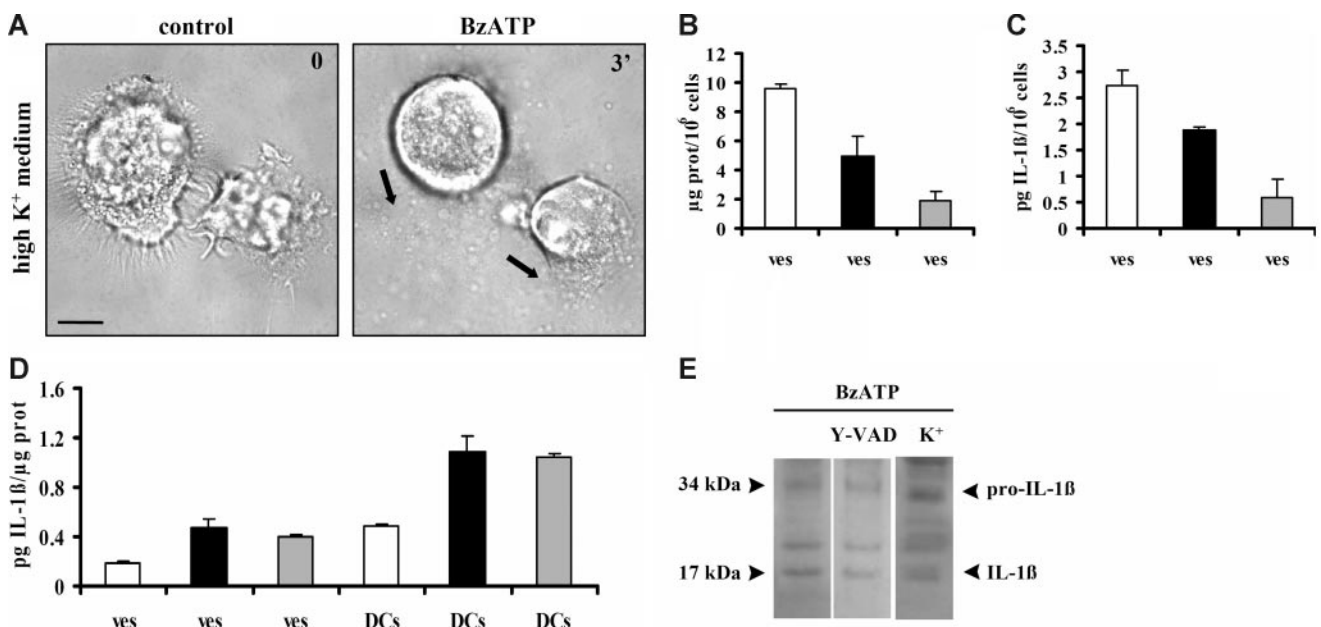 A
control
BzATP
0
3’
high K+ medium
B
µg prot/10^6 cells
12
10
8
6
4
2
0
ves
ves
ves
C
pg IL-1ß/10^6 cells
3.5
3
2.5
2
1.5
1
0.5
0
ves
ves
ves
D
pg IL-1ß/µg prot
1.6
1.2
0.8
0.4
0
ves
ves
ves
DCs
DCs
DCs
E
BzATP
Y-VAD
K+
34 kDa
pro-IL-1ß
17 kDa
IL-1ß